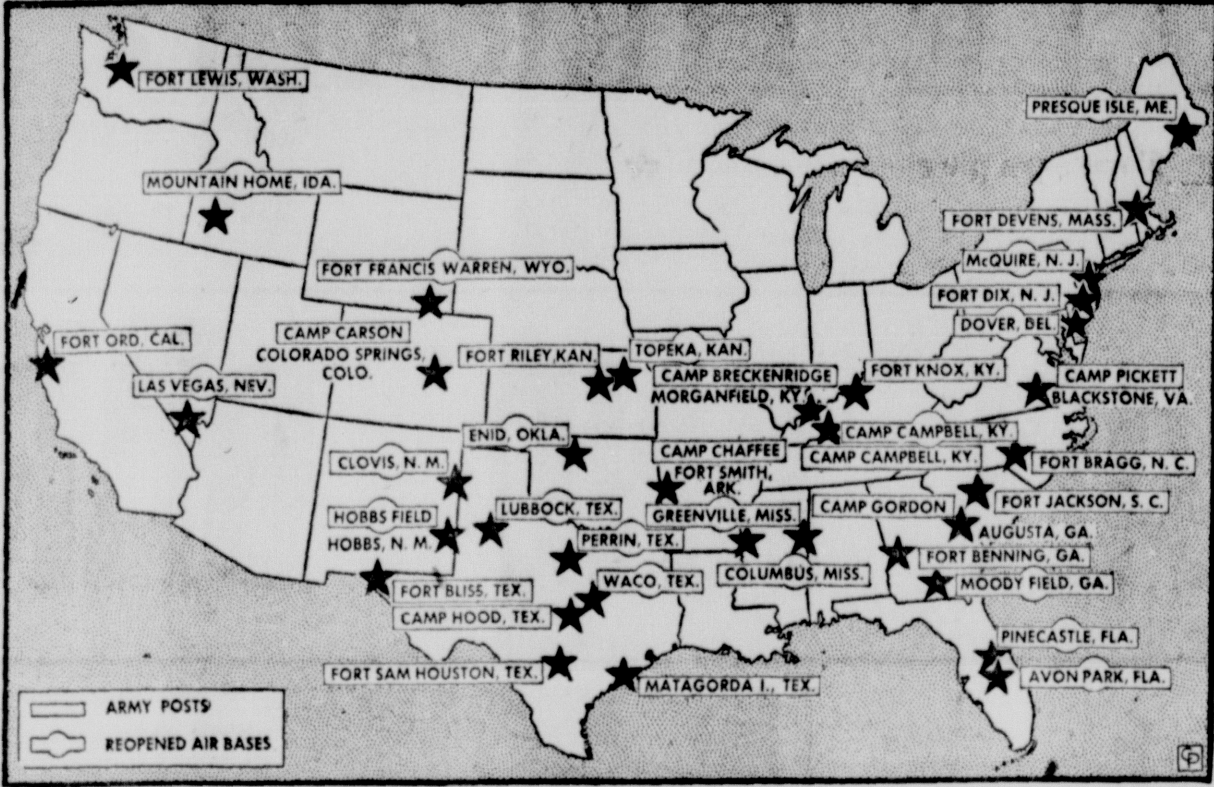 FORT LEWIS, WASH.
PRESQUE ISLE, ME.
MOUNTAIN HOME, IDA.
FORT DEVENS, MASS.
McQUIRE, N. J.
FORT FRANCIS WARREN, WYO.
FORT DIX, N. J.
DOVER, DEL.
FORT ORD, CAL.
CAMP CARSON
COLORADO SPRINGS,
COLO.
FORT RILEY, KAN.
TOPEKA, KAN.
LAS VEGAS, NEV.
CAMP BRECKENRIDGE
MORGANFIELD, KY.
FORT KNOX, KY.
CAMP PICKETT
BLACKSTONE, VA.
ENID, OKLA.
CAMP CAMPBELL, KY.
CAMP CHAFFEE
FORT SMITH,
ARK.
CAMP CAMPBELL, KY.
CLOVIS, N. M.
FORT BRAGG, N. C.
HOBBS FIELD
HOBBS, N. M.
LUBBOCK, TEX.
GREENVILLE, MISS.
CAMP GORDON
AUGUSTA, GA.
FORT JACKSON, S. C.
PERRIN, TEX.
FORT BENNING, GA.
FORT BLISS, TEX.
WACO, TEX.
COLUMBUS, MISS.
MOODY FIELD, GA.
CAMP HOOD, TEX.
PINECASTLE, FLA.
FORT SAM HOUSTON, TEX.
MATAGORDA I., TEX.
AVON PARK, FLA.
ARMY POSTS
REOPENED AIR BASES
CP